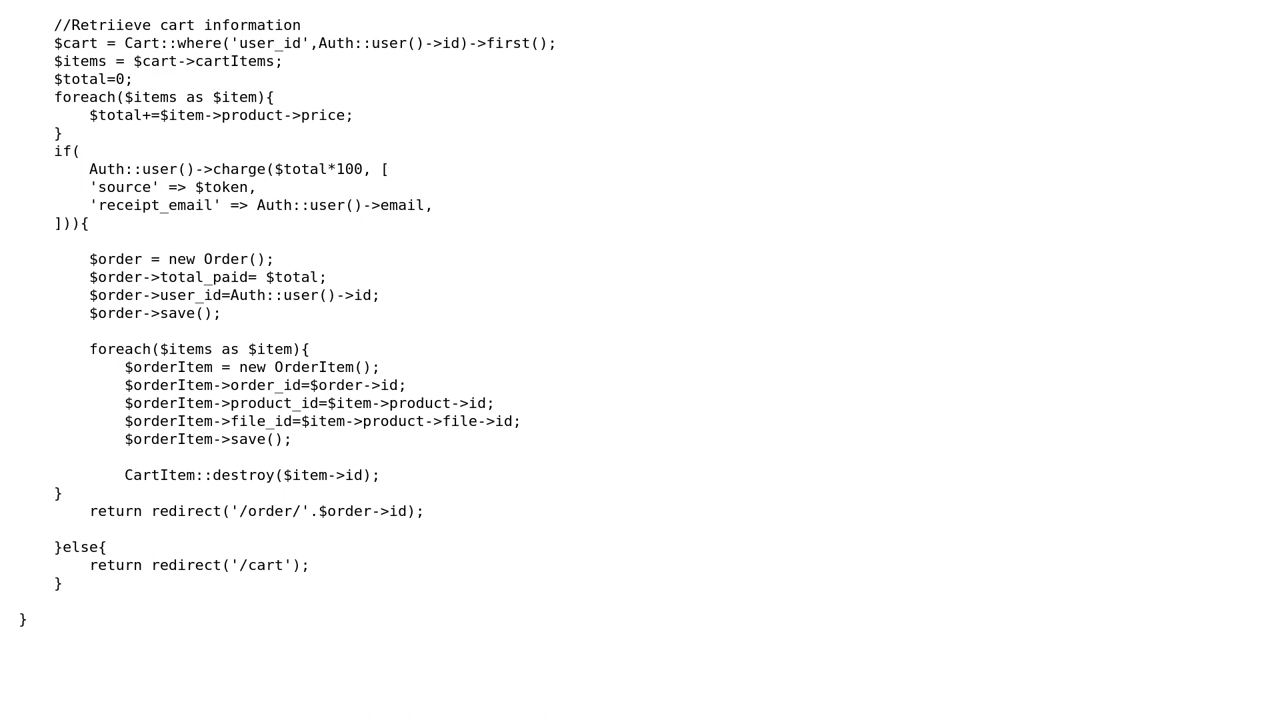 //Retriieve cart information
$cart = Cart::where('user_id',Auth::user()->id)->first();
$items = $cart->cartItems;
$total=0;
foreach($items as $item){
    $total+=$item->product->price;
}
if(
    Auth::user()->charge($total*100, [
    'source' => $token,
    'receipt_email' => Auth::user()->email,
])){

    $order = new Order();
    $order->total_paid= $total;
    $order->user_id=Auth::user()->id;
    $order->save();

    foreach($items as $item){
        $orderItem = new OrderItem();
        $orderItem->order_id=$order->id;
        $orderItem->product_id=$item->product->id;
        $orderItem->file_id=$item->product->file->id;
        $orderItem->save();

        CartItem::destroy($item->id);
}
    return redirect('/order/'.$order->id);

}else{
    return redirect('/cart');
}

}